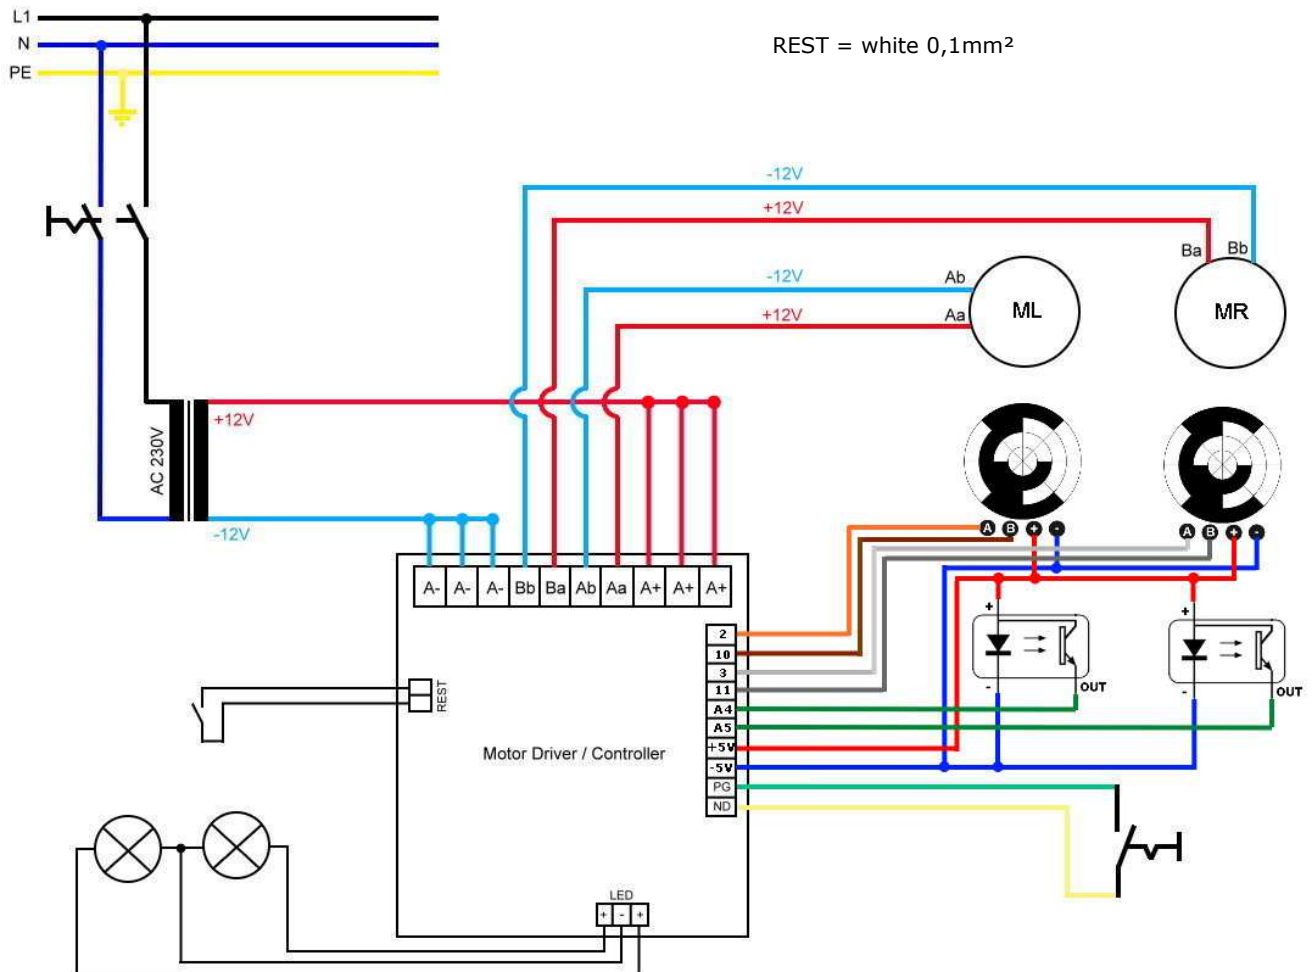 L1
N
PE
REST = white 0,1mm²
-12V
+12V
-12V
+12V
Ba
Bb
Ab
Aa
ML
MR
+12V
AC 230V
-12V
A B + -
A B + -
A- A- A- Bb Ba Ab Aa A+ A+ A+
2
10
3
11
A4
A5
+5V
-5V
PG
ND
+
-
OUT
+
-
OUT
REST
Motor Driver / Controller
LED
+ - +